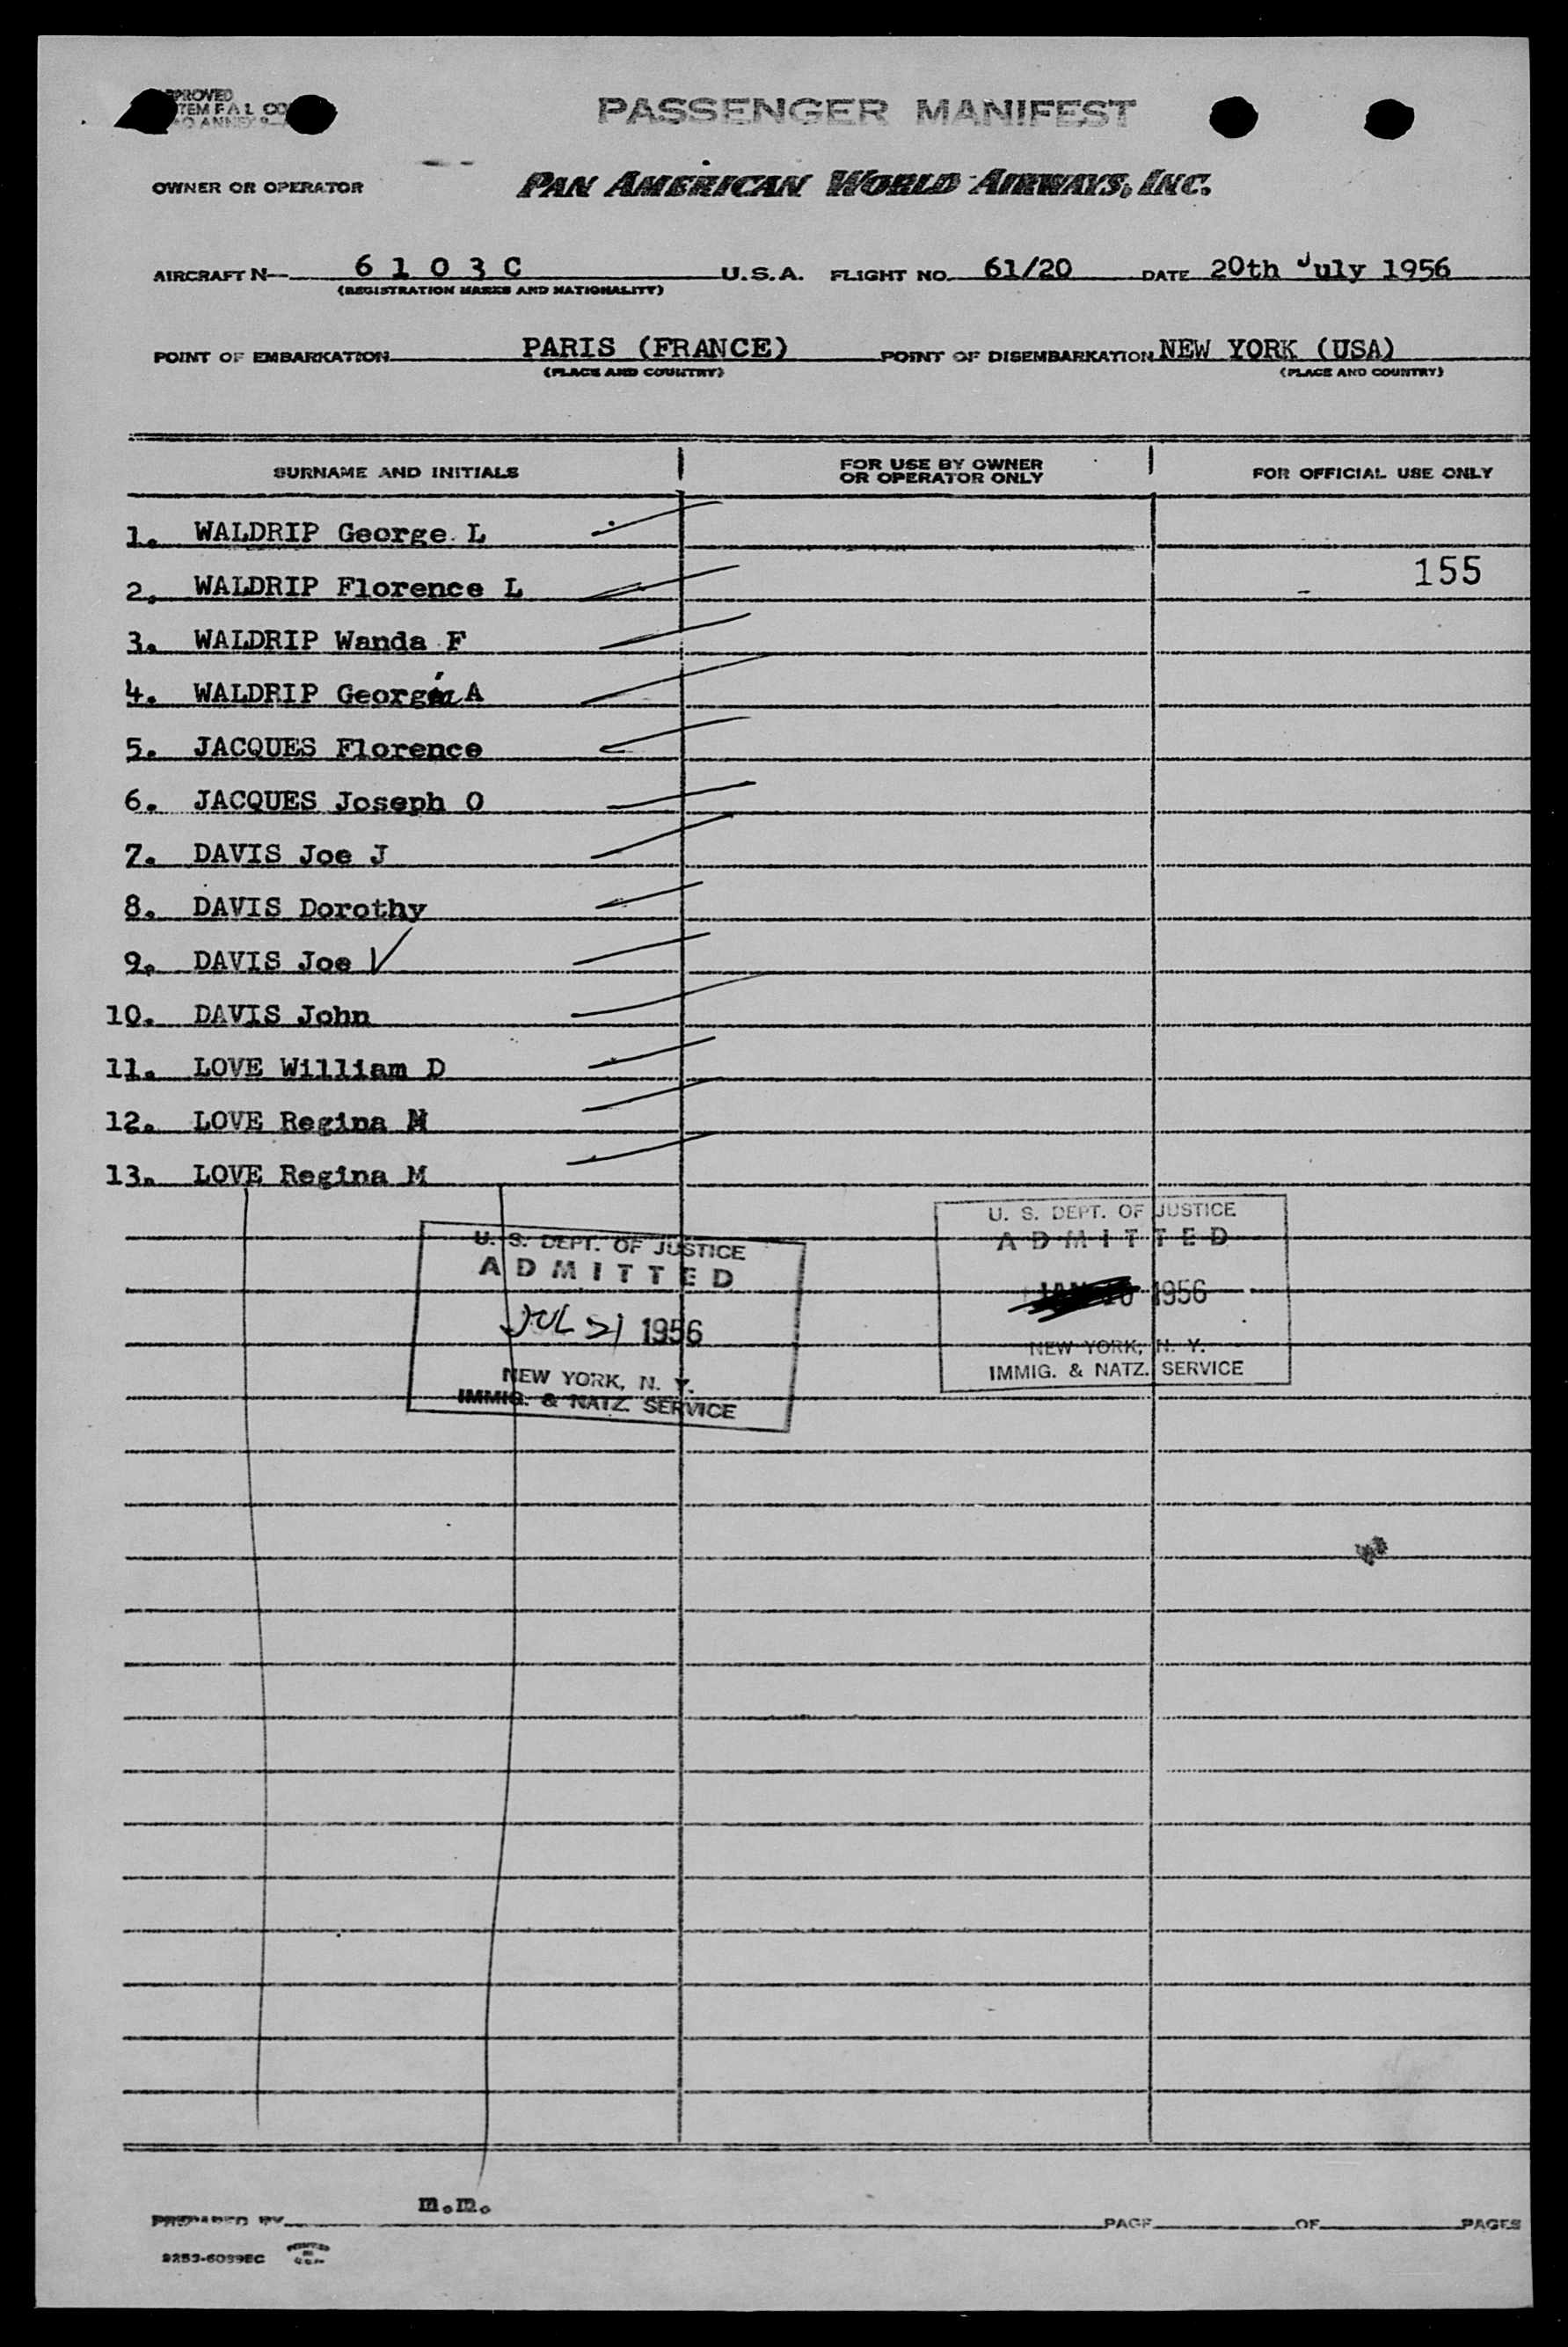 PASSENGER MANIFEST
OWNER OR OPERATOR PAN AMERICAN WORLD AIRWAYS, INC.
AIRCRAFT N— 6 1 0 3 C U.S.A. FLIGHT NO. 61/20 DATE 20th July 1956
(REGISTRATION MARKS AND NATIONALITY)
POINT OF EMBARKATION PARIS (FRANCE) POINT OF DISEMBARKATION NEW YORK (USA)
(PLACE AND COUNTRY) (PLACE AND COUNTRY)
SURNAME AND INITIALS FOR USE BY OWNER OR OPERATOR ONLY FOR OFFICIAL USE ONLY
1. WALDRIP George L
155
2. WALDRIP Florence L
3. WALDRIP Wanda F
4. WALDRIP Georgia A
5. JACQUES Florence
6. JACQUES Joseph O
7. DAVIS Joe J
8. DAVIS Dorothy
9. DAVIS Joe V
10. DAVIS John
11. LOVE William D
12. LOVE Regina
13. LOVE Regina M
U. S. DEPT. OF JUSTICE
ADMITTED
JUL 21 1956
NEW YORK, N. Y.
IMMIG. & NATZ. SERVICE
U. S. DEPT. OF JUSTICE
ADMITTED
1956
NEW YORK, N. Y.
IMMIG. & NATZ. SERVICE
m.m.
PREPARED BY PAGE OF PAGES